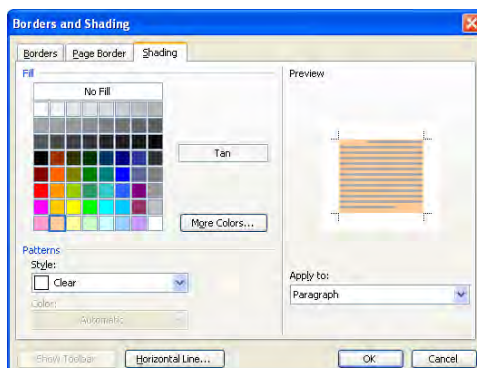 Borders and Shading
Borders Page Border Shading
Fill
No Fill
Tan
More Colors...
Patterns
Style:
Clear
Color:
Automatic
Preview
Apply to:
Paragraph
Show Toolbar Horizontal Line... OK Cancel